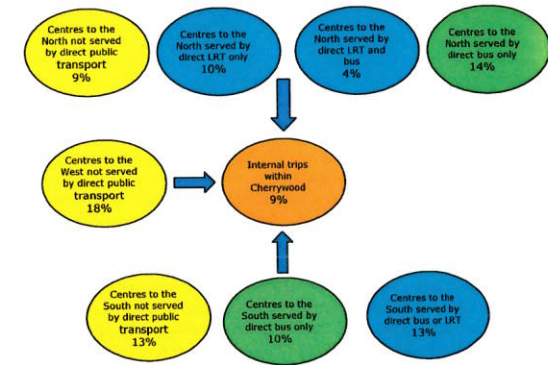 Centres to the
North not served
by direct public
transport
9%
Centres to the
North served by
direct LRT only
10%
Centres to the
North served by
direct LRT and
bus
4%
Centres to the
North served by
direct bus only
14%
Centres to the
West not served
by direct public
transport
18%
Internal trips
within
Cherrywood
9%
Centres to the
South not served
by direct public
transport
13%
Centres to the
South served by
direct bus only
10%
Centres to the
South served by
direct bus or LRT
13%